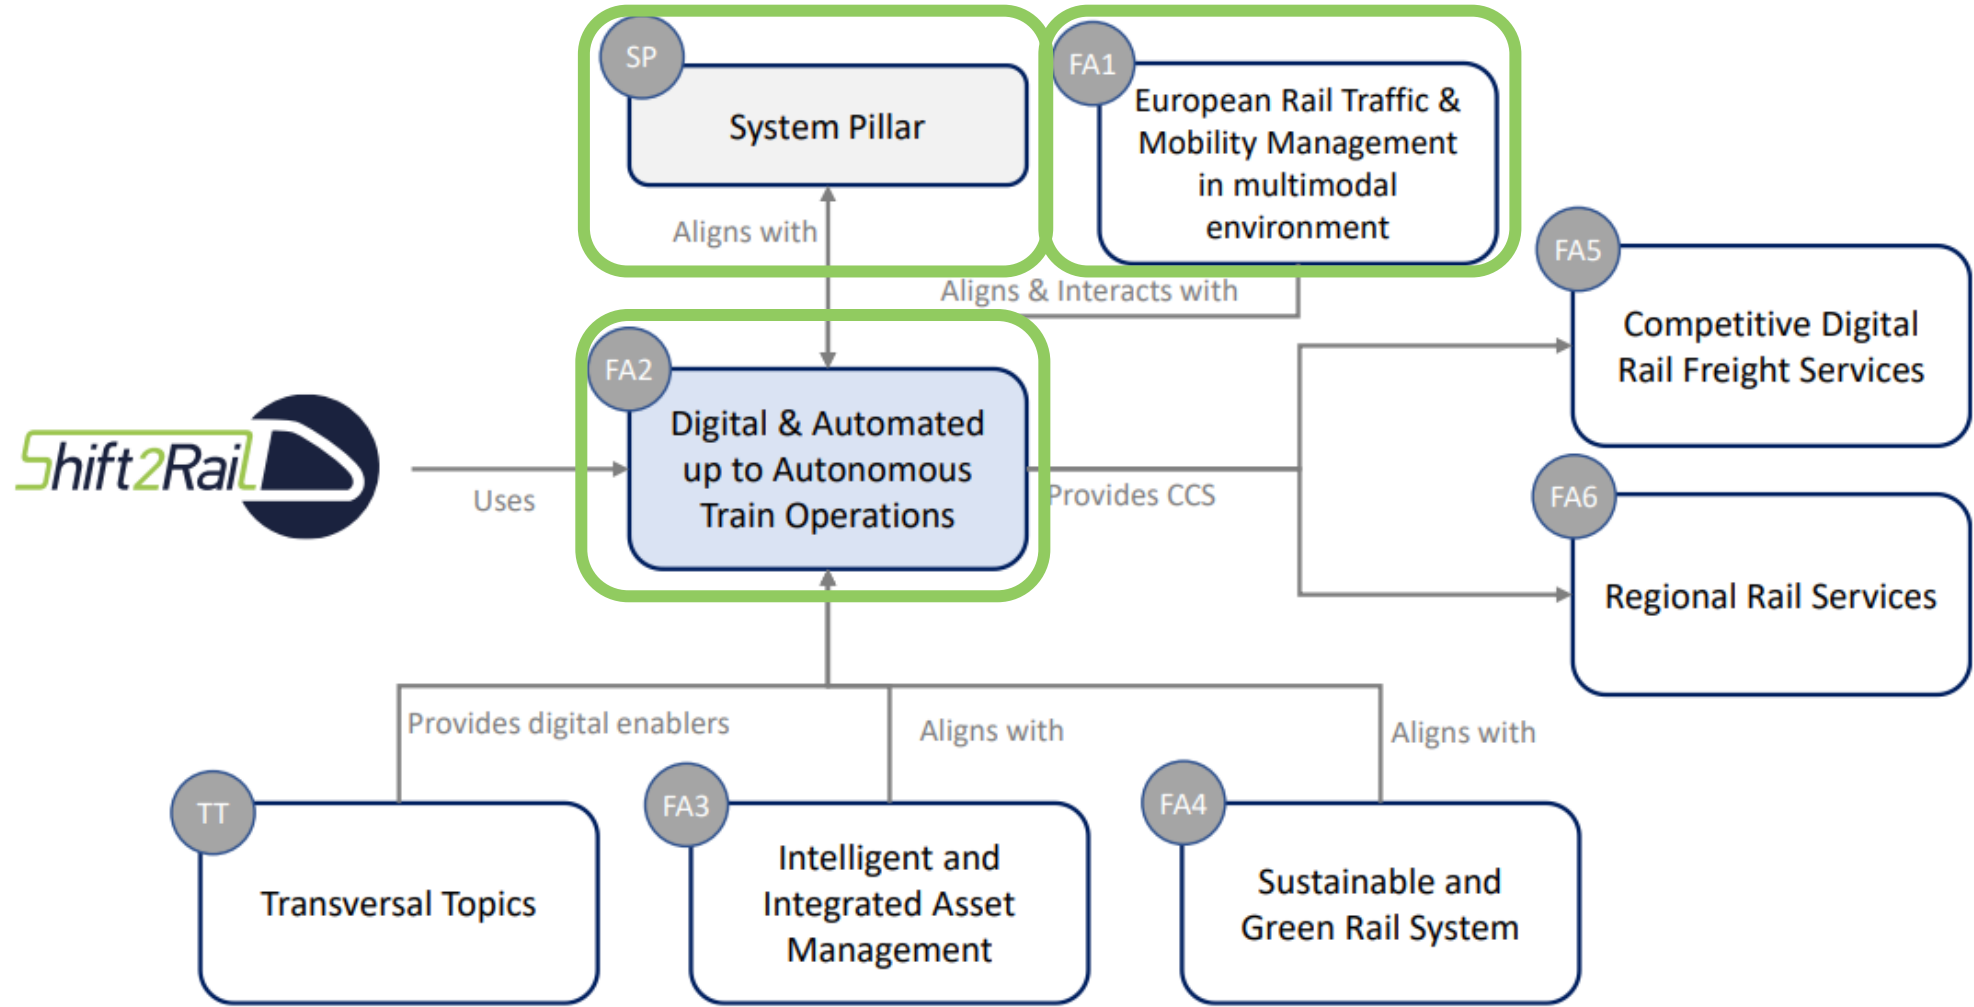 SP
System Pillar
FA1
European Rail Traffic &
Mobility Management
in multimodal
environment
Aligns with
Aligns & Interacts with
FA5
Competitive Digital
Rail Freight Services
FA2
Digital & Automated
up to Autonomous
Train Operations
Shift2Rail
Uses
Provides CCS
FA6
Regional Rail Services
Provides digital enablers
Aligns with
Aligns with
TT
Transversal Topics
FA3
Intelligent and
Integrated Asset
Management
FA4
Sustainable and
Green Rail System